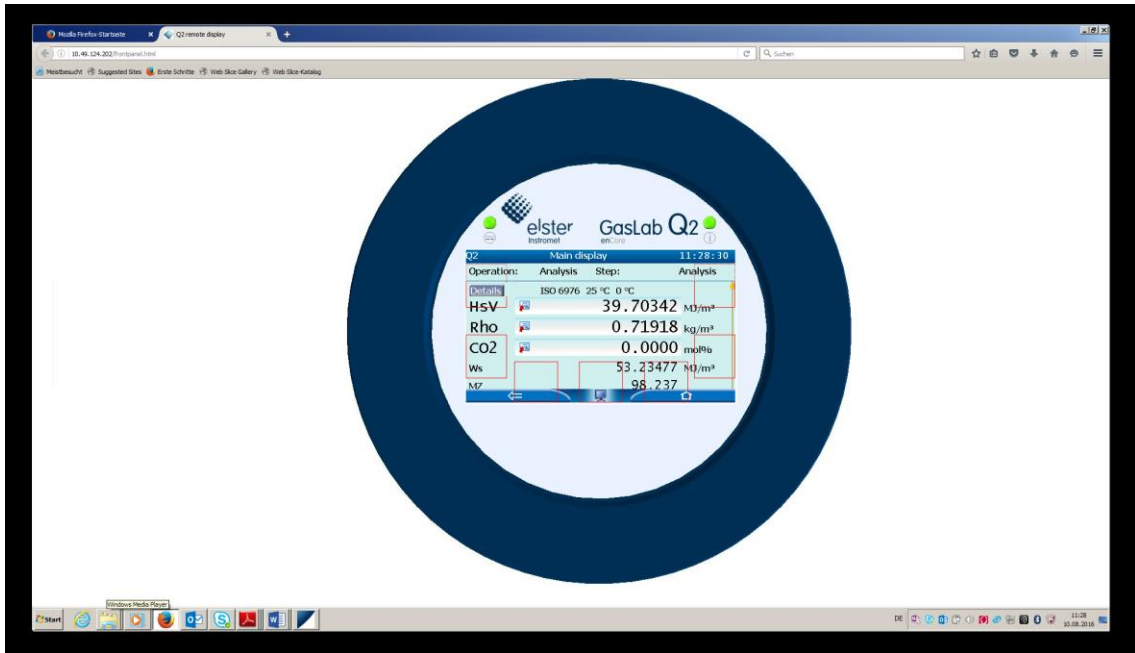 Mozilla Firefox-Startseite
Q2 remote display
10.49.124.202/frontpanel.html
Suchen
Meistbesucht Suggested Sites Erste Schritte Web Slice Gallery Web Slice-Katalog
elster
Instromet
GasLab Q2
enCore
Q2 Main display 11:28:30
Operation: Analysis Step: Analysis
Details ISO 6976 25 °C 0 °C
HsV 39.70342 MJ/m³
Rho 0.71918 kg/m³
CO2 0.0000 mol%
Ws 53.23477 MJ/m³
MZ 98.237
Windows Media Player
Start
DE
11:28
10.08.2016